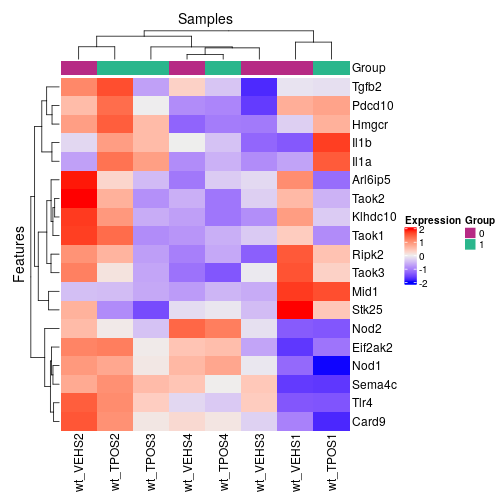 Samples
Group
Tgfb2
Pdcd10
Hmgcr
Il1b
Il1a
Arl6ip5
Taok2
Klhdc10
Taok1
Ripk2
Taok3
Mid1
Stk25
Nod2
Eif2ak2
Nod1
Sema4c
Tlr4
Card9
Features
wt_VEHS2
wt_TPOS2
wt_TPOS3
wt_VEHS4
wt_TPOS4
wt_VEHS3
wt_VEHS1
wt_TPOS1
Expression Group
2 0
1 1
0
-1
-2